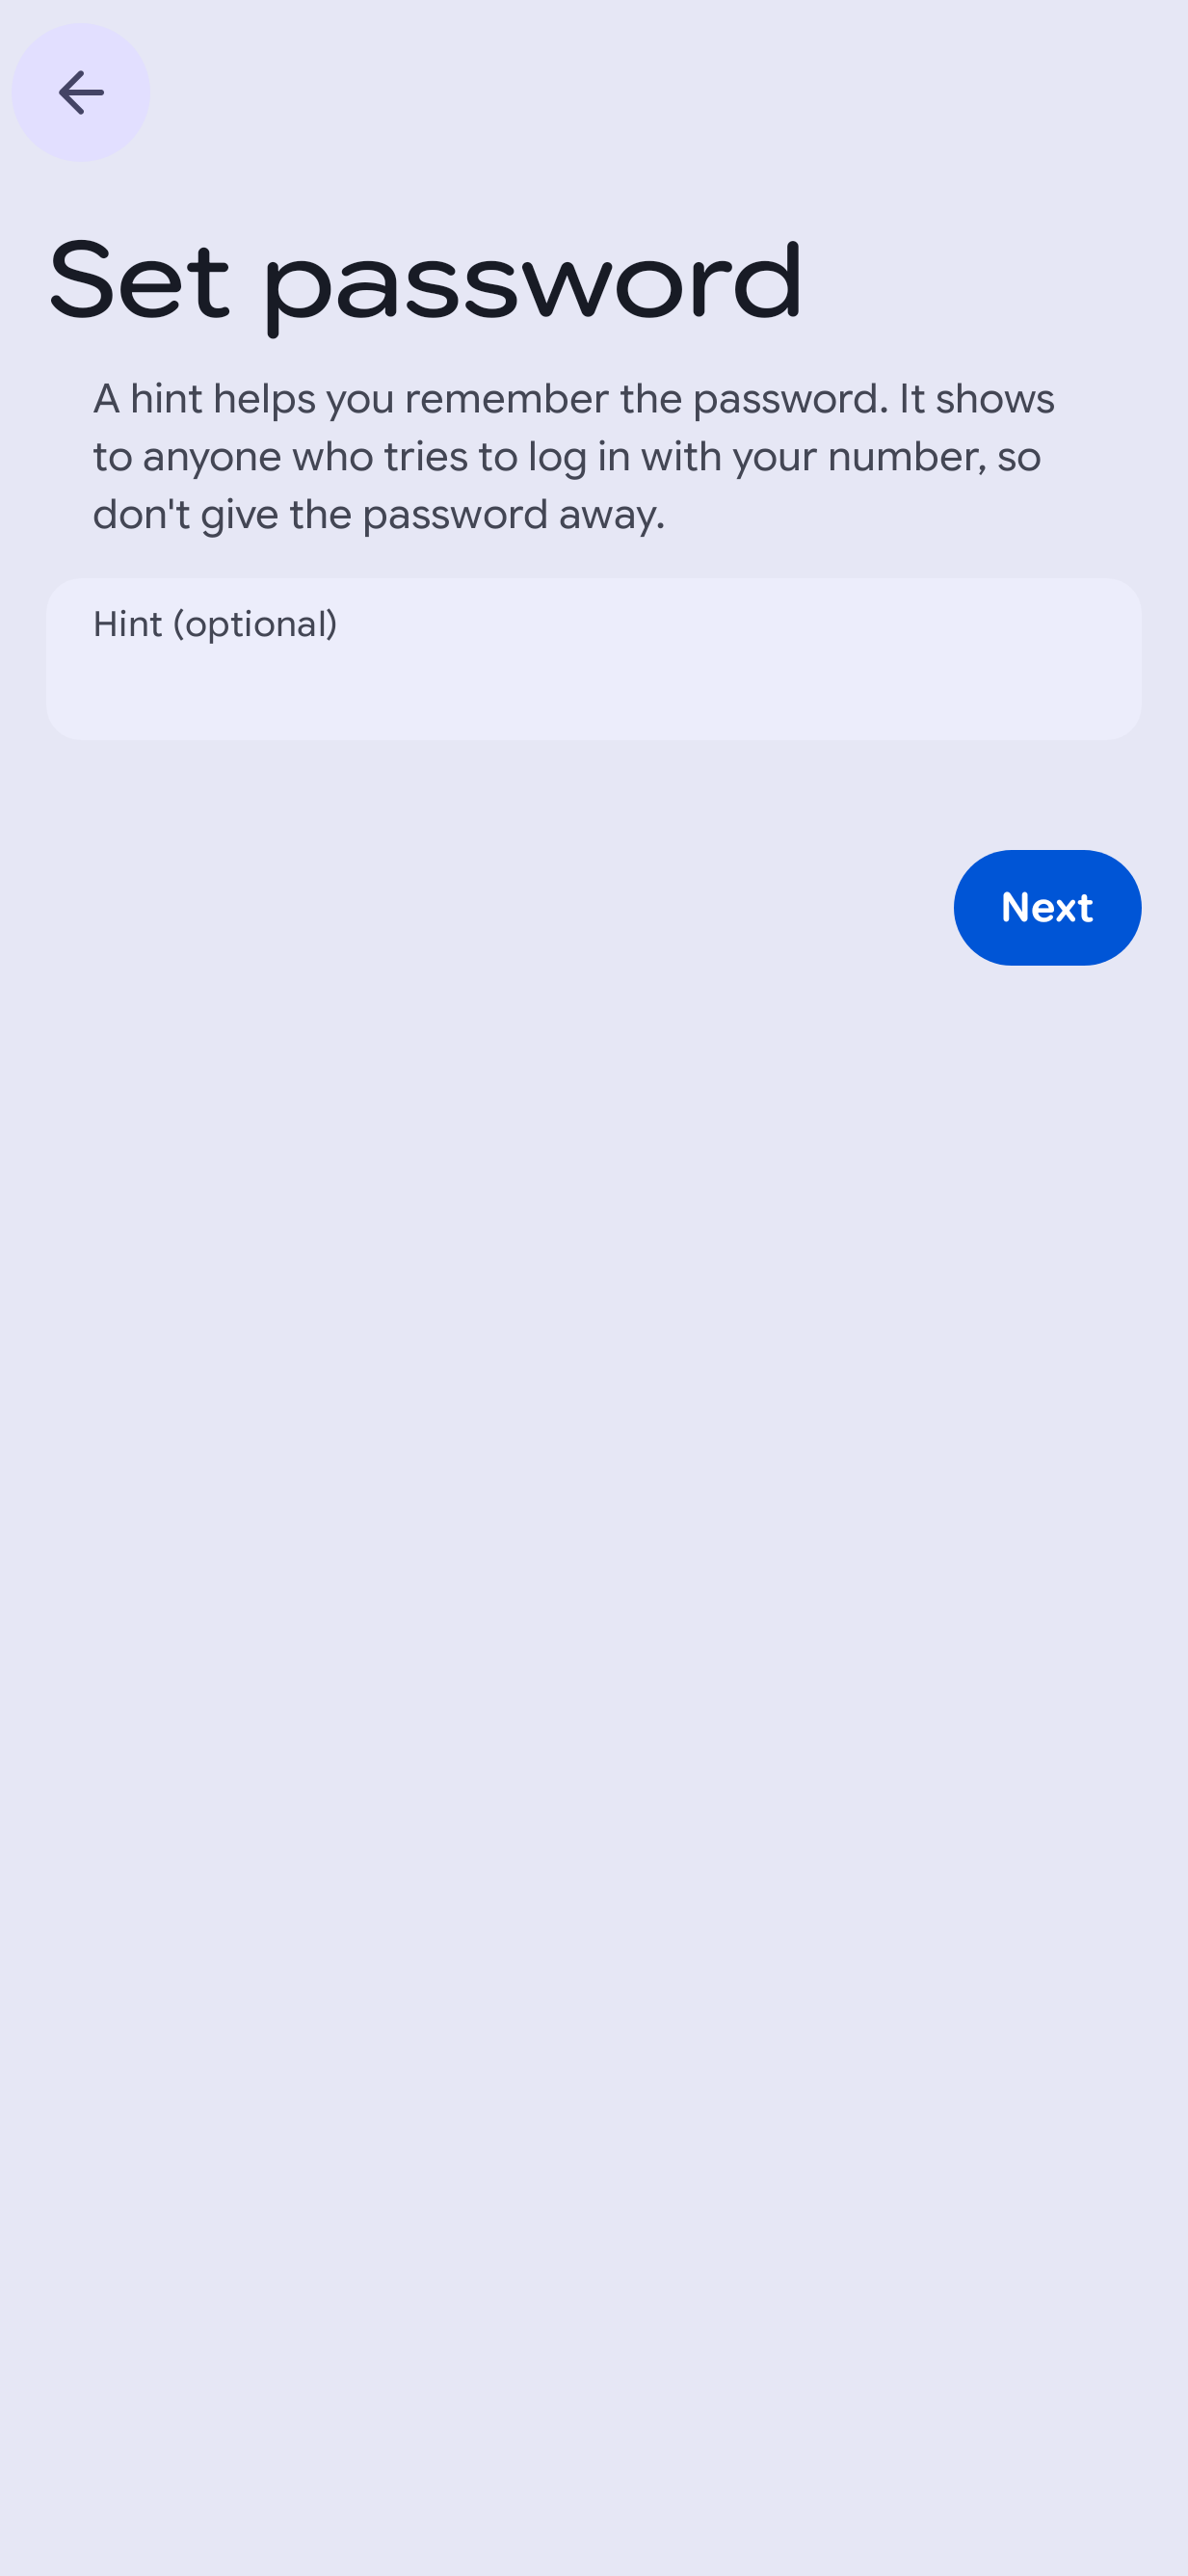 Set password
A hint helps you remember the password. It shows
to anyone who tries to log in with your number, so
don't give the password away.
Hint (optional)
Next